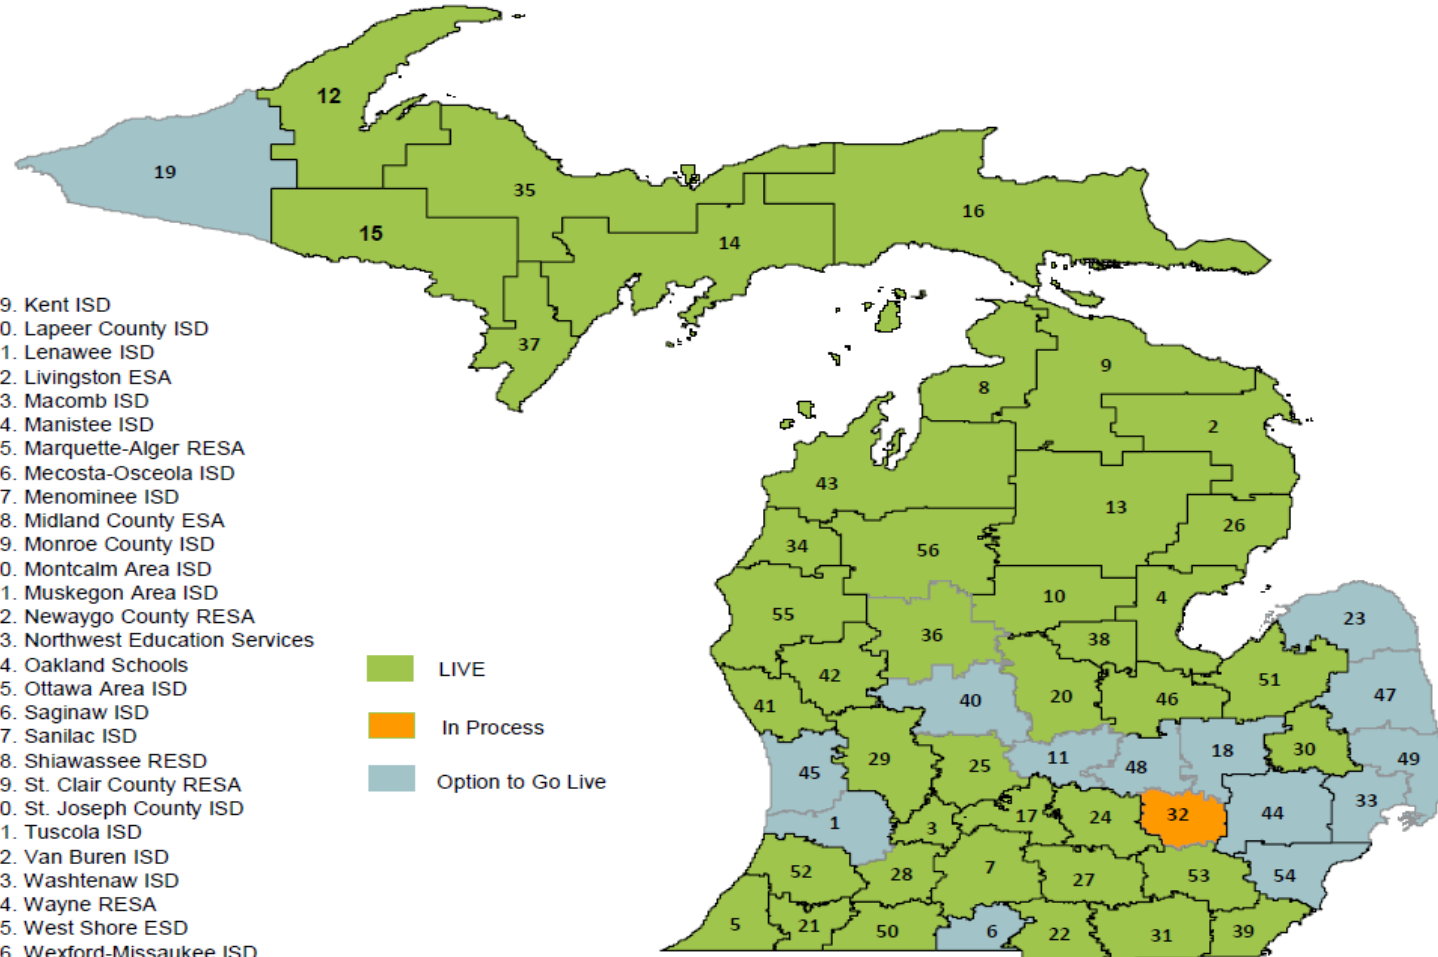 12
19
35
16
15
14
9. Kent ISD
0. Lapeer County ISD
1. Lenawee ISD
2. Livingston ESA
3. Macomb ISD
4. Manistee ISD
5. Marquette-Alger RESA
6. Mecosta-Osceola ISD
7. Menominee ISD
8. Midland County ESA
9. Monroe County ISD
0. Montcalm Area ISD
1. Muskegon Area ISD
2. Newaygo County RESA
3. Northwest Education Services
4. Oakland Schools
5. Ottawa Area ISD
6. Saginaw ISD
7. Sanilac ISD
8. Shiawassee RESD
9. St. Clair County RESA
0. St. Joseph County ISD
1. Tuscola ISD
2. Van Buren ISD
3. Washtenaw ISD
4. Wayne RESA
5. West Shore ESD
6. Wexford-Missaukee ISD
LIVE
In Process
Option to Go Live
37
9
8
2
43
13
26
34
56
10
4
55
23
36
38
42
51
41
40
20
46
47
45
29
25
11
48
18
30
49
1
3
17
24
32
44
33
52
28
7
27
53
54
5
21
50
6
22
31
39